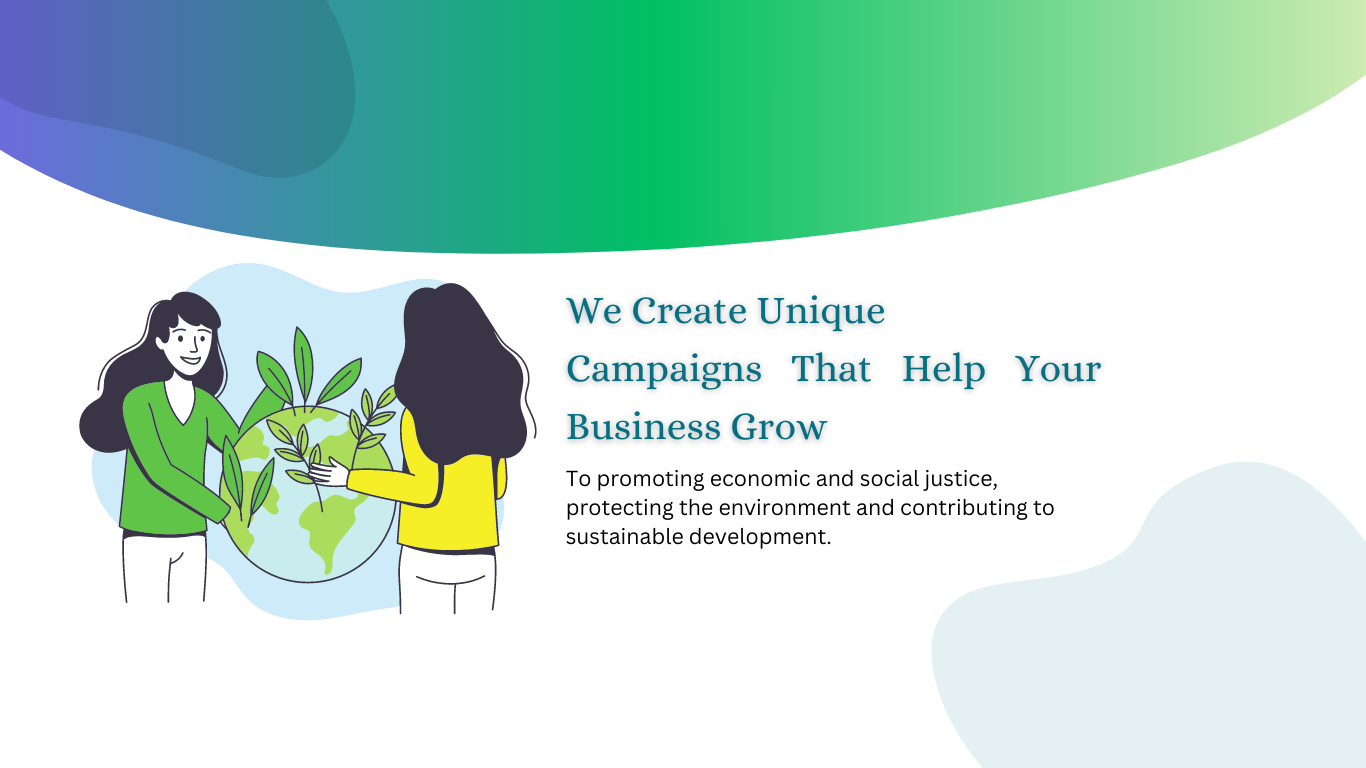 We Create Unique
Campaigns That Help Your
Business Grow
To promoting economic and social justice,
protecting the environment and contributing to
sustainable development.